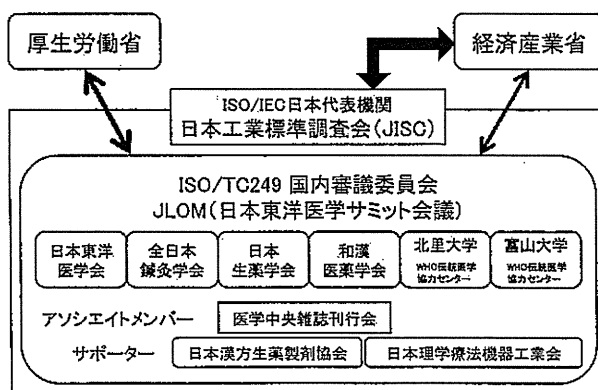 厚生労働省
経済産業省
ISO/IEC日本代表機関
日本工業標準調査会(JISC)
ISO/TC249 国内審議委員会
JLOM(日本東洋医学サミット会議)
日本東洋
医学会
全日本
鍼灸学会
日本
生薬学会
和漢
医薬学会
北里大学
WHO伝統医学
協力センター
富山大学
WHO伝統医学
協力センター
アソシエイトメンバー
医学中央雑誌刊行会
サポーター
日本漢方生薬製剤協会
日本理学療法機器工業会